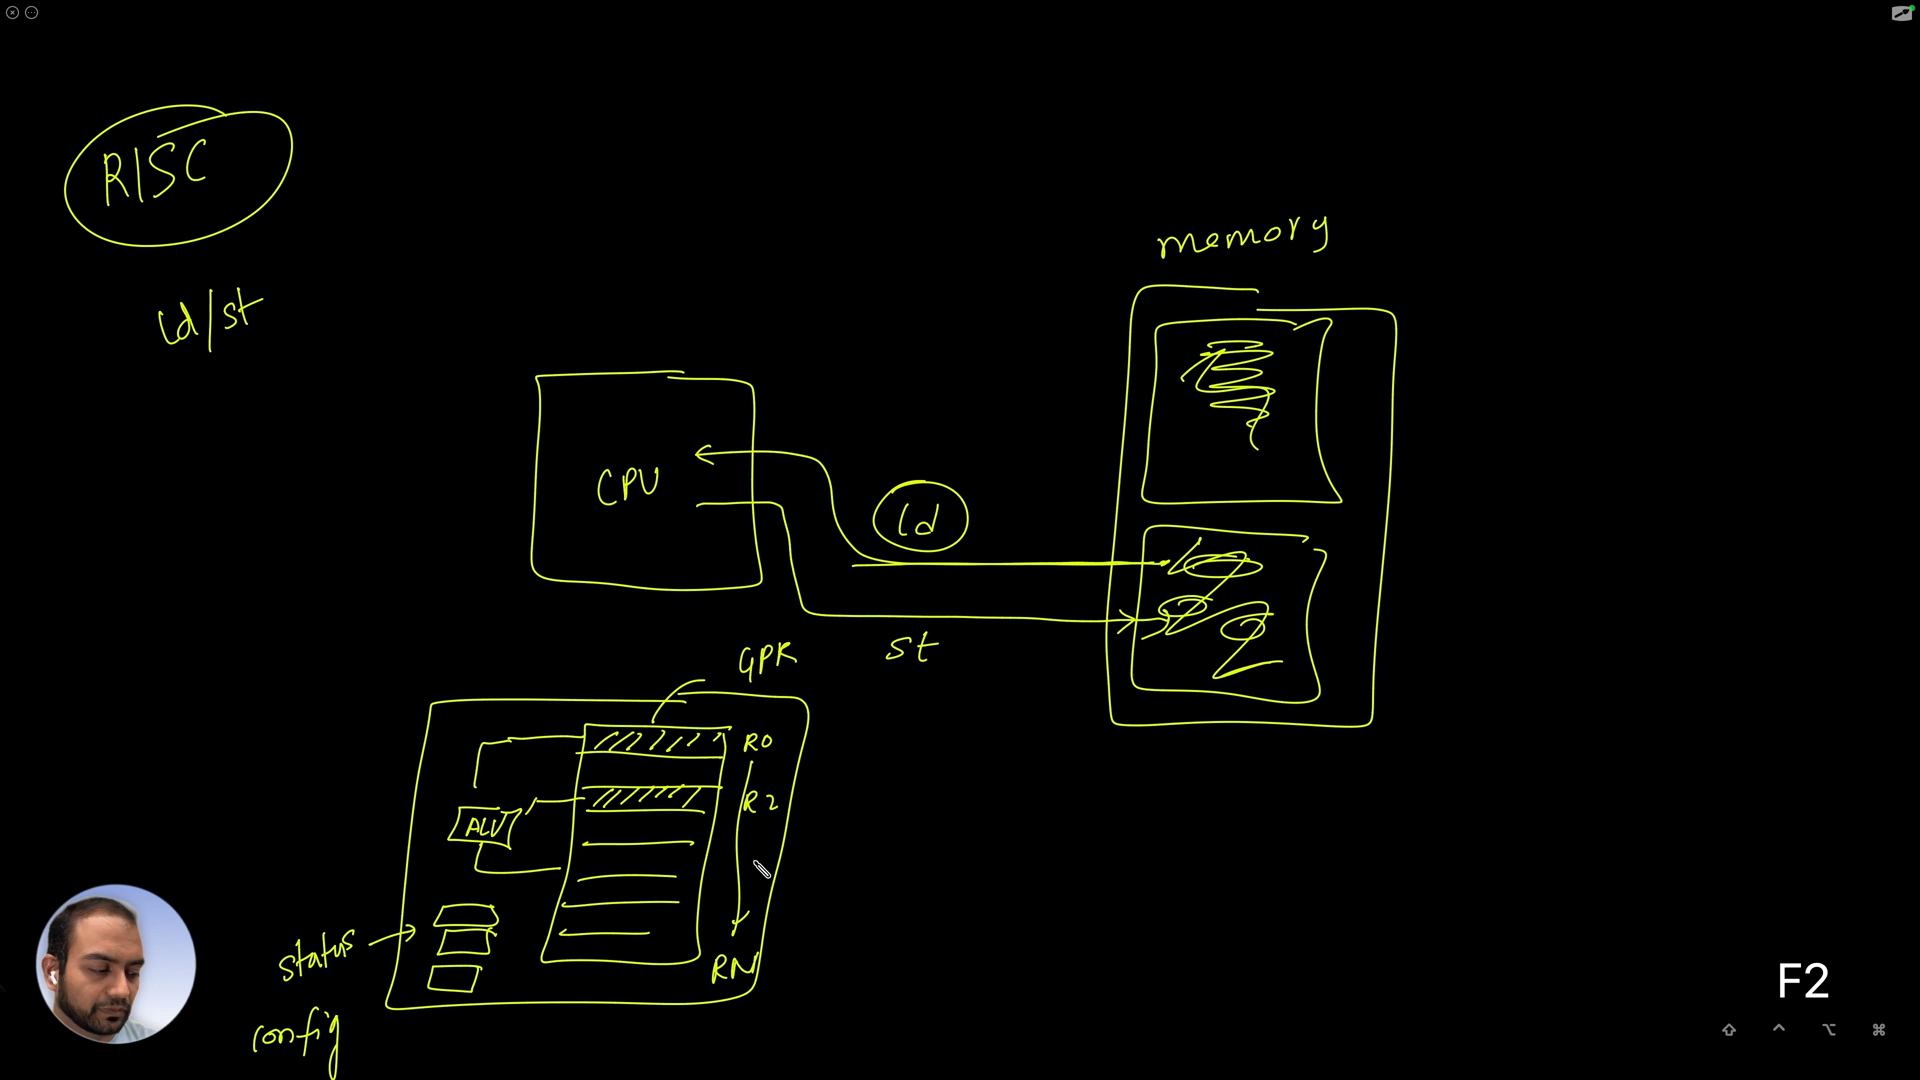 RISC
ld/st
memory
CPU
ld
st
GPR
R0
R2
ALU
RN
status
config
F2